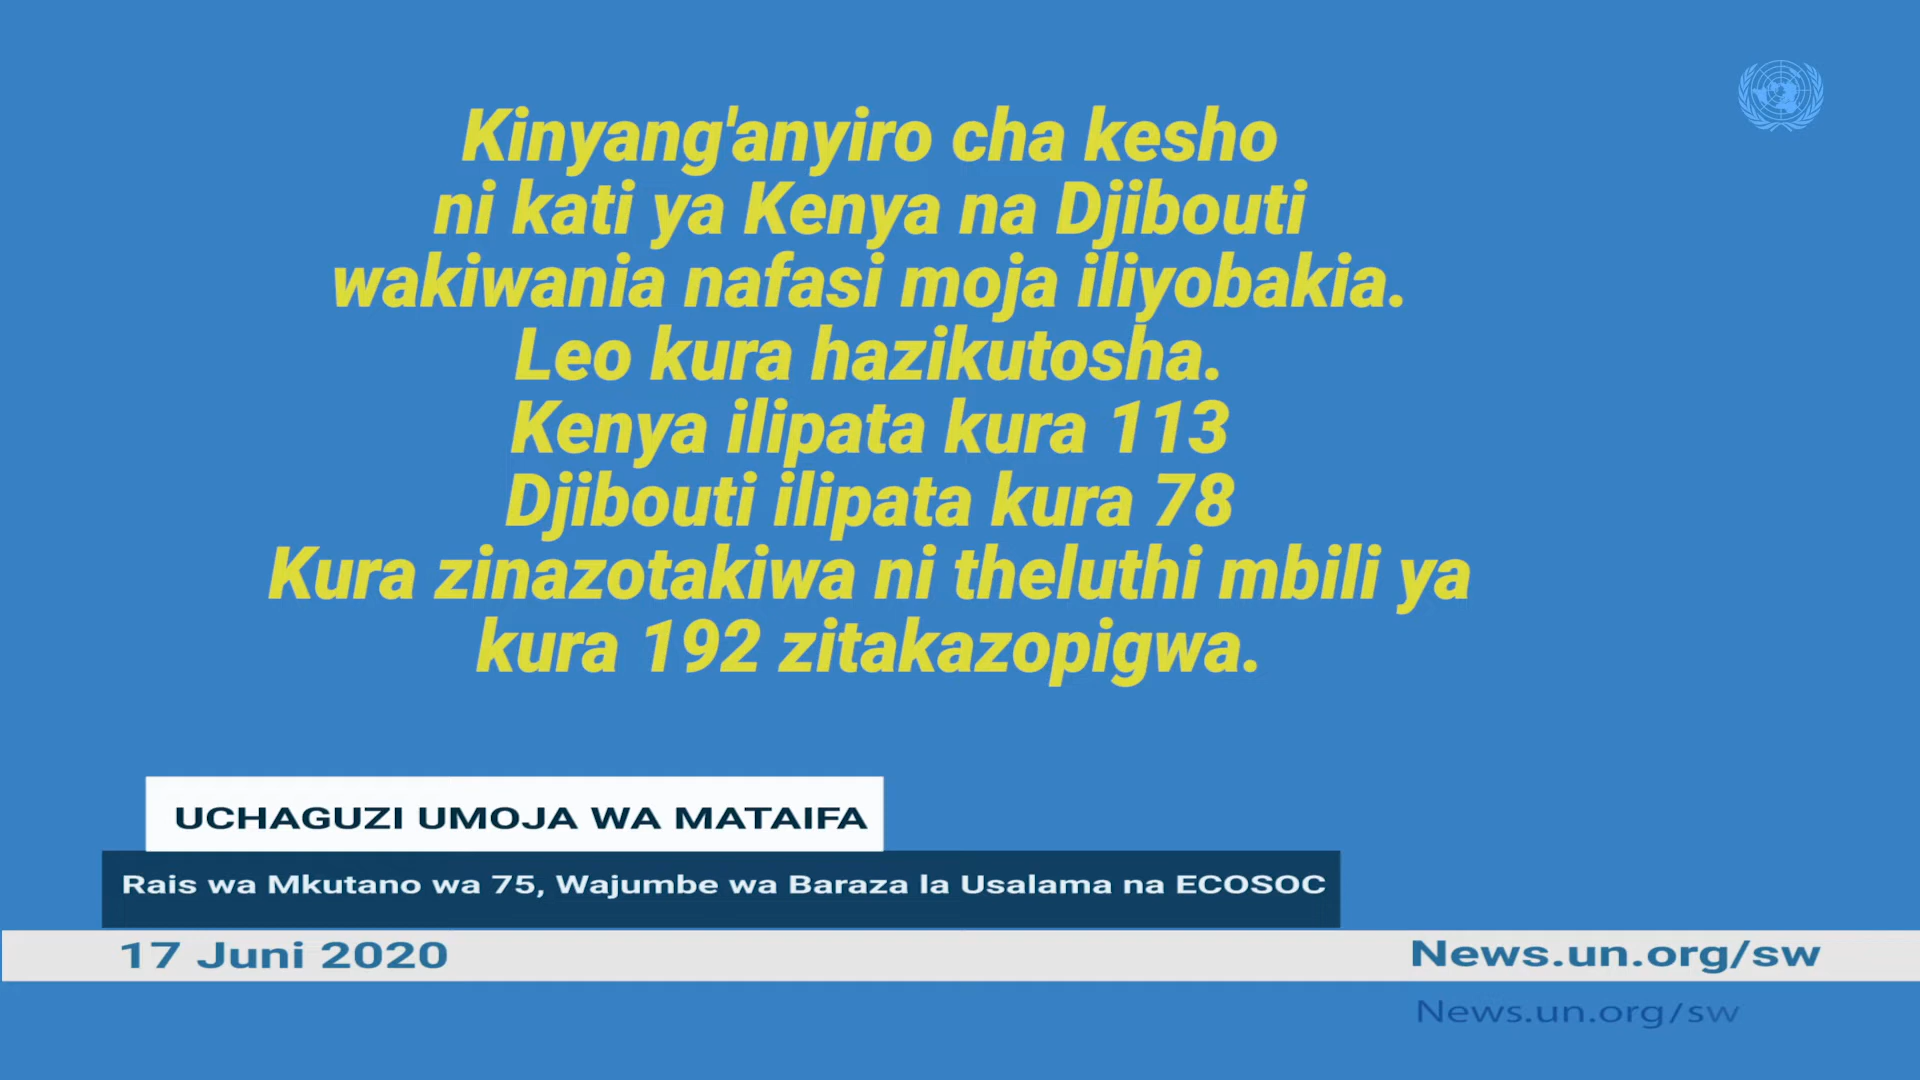 Kinyang'anyiro cha kesho
ni kati ya Kenya na Djibouti
wakiwania nafasi moja iliyobakia.
Leo kura hazikutosha.
Kenya ilipata kura 113
Djibouti ilipata kura 78
Kura zinazotakiwa ni theluthi mbili ya
kura 192 zitakazopigwa.
UCHAGUZI UMOJA WA MATAIFA
Rais wa Mkutano wa 75, Wajumbe wa Baraza la Usalama na ECOSOC
17 Juni 2020
News.un.org/sw
News.un.org/sw